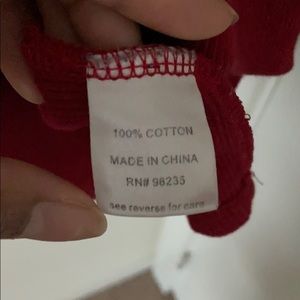 100% COTTON
MADE IN CHINA
RN# 98235
see reverse for care